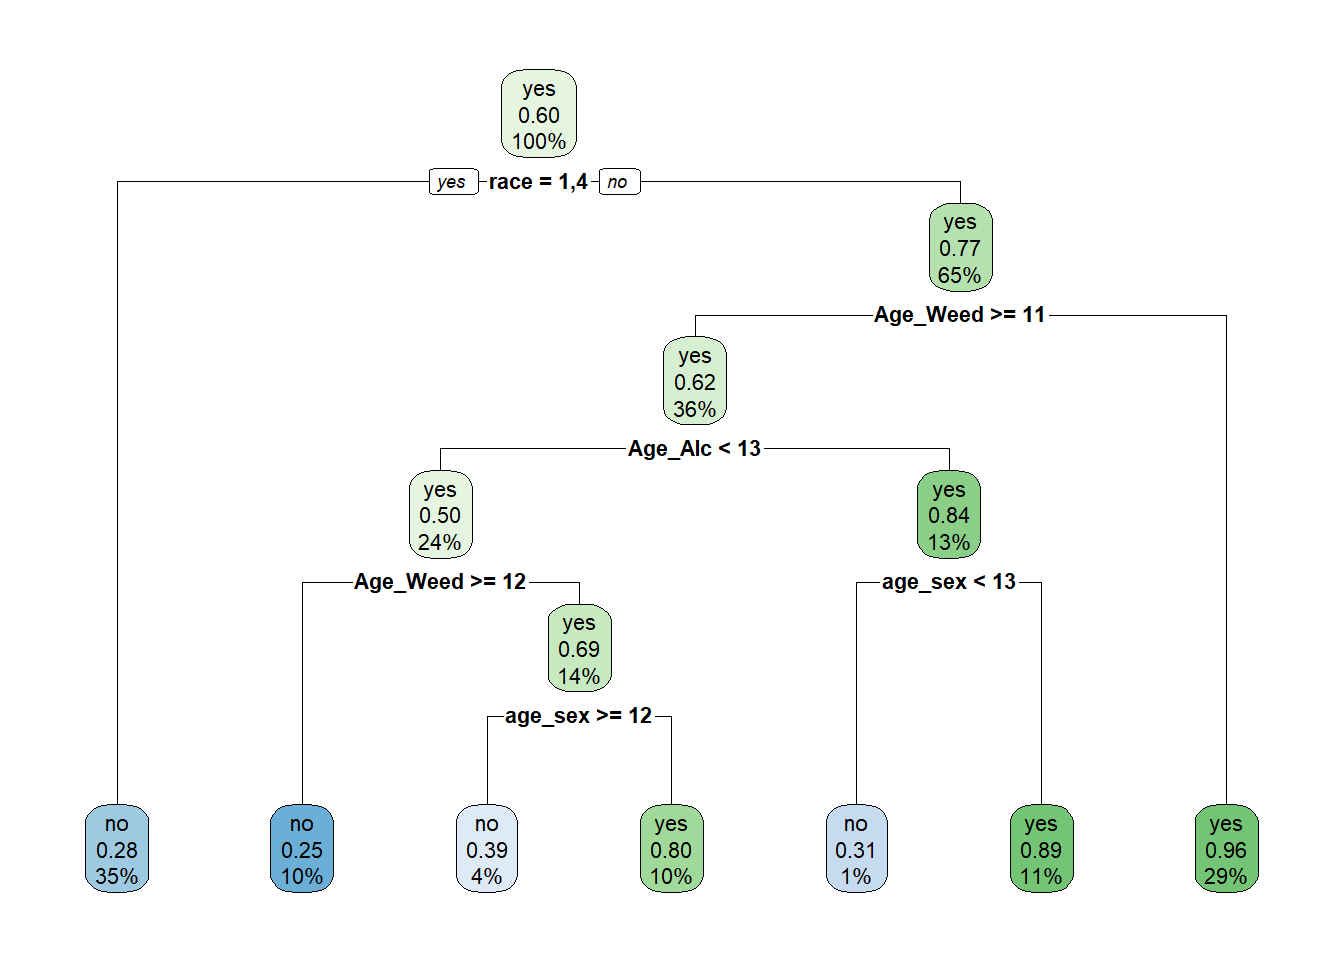 yes
0.60
100%
yes race = 1,4 no
yes
0.77
65%
Age_Weed >= 11
yes
0.62
36%
Age_Alc < 13
yes
0.50
24%
yes
0.84
13%
Age_Weed >= 12
age_sex < 13
yes
0.69
14%
age_sex >= 12
no
0.28
35%
no
0.25
10%
no
0.39
4%
yes
0.80
10%
no
0.31
1%
yes
0.89
11%
yes
0.96
29%